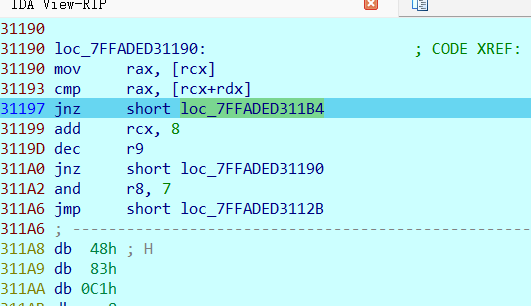 IDA View-RIP
31190
31190 loc_7FFADED31190: ; CODE XREF:
31190 mov rax, [rcx]
31193 cmp rax, [rcx+rdx]
31197 jnz short loc_7FFADED311B4
31199 add rcx, 8
3119D dec r9
311A0 jnz short loc_7FFADED31190
311A2 and r8, 7
311A6 jmp short loc_7FFADED3112B
311A6 ; ---------------------------------------------------
311A8 db 48h ; H
311A9 db 83h
311AA db 0C1h